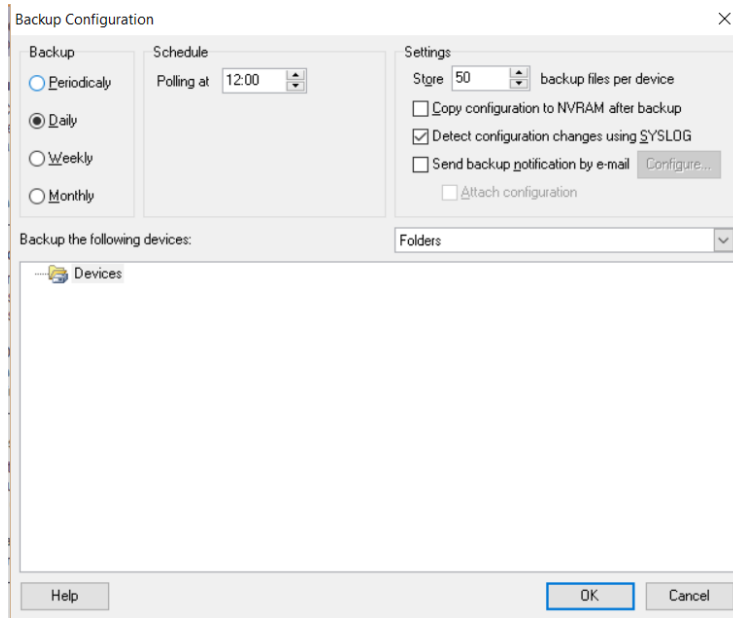 Backup Configuration
Backup
Periodicaly
Daily
Weekly
Monthly
Schedule
Polling at 12:00
Settings
Store 50 backup files per device
Copy configuration to NVRAM after backup
Detect configuration changes using SYSLOG
Send backup notification by e-mail Configure...
Attach configuration
Backup the following devices: Folders
Devices
Help OK Cancel